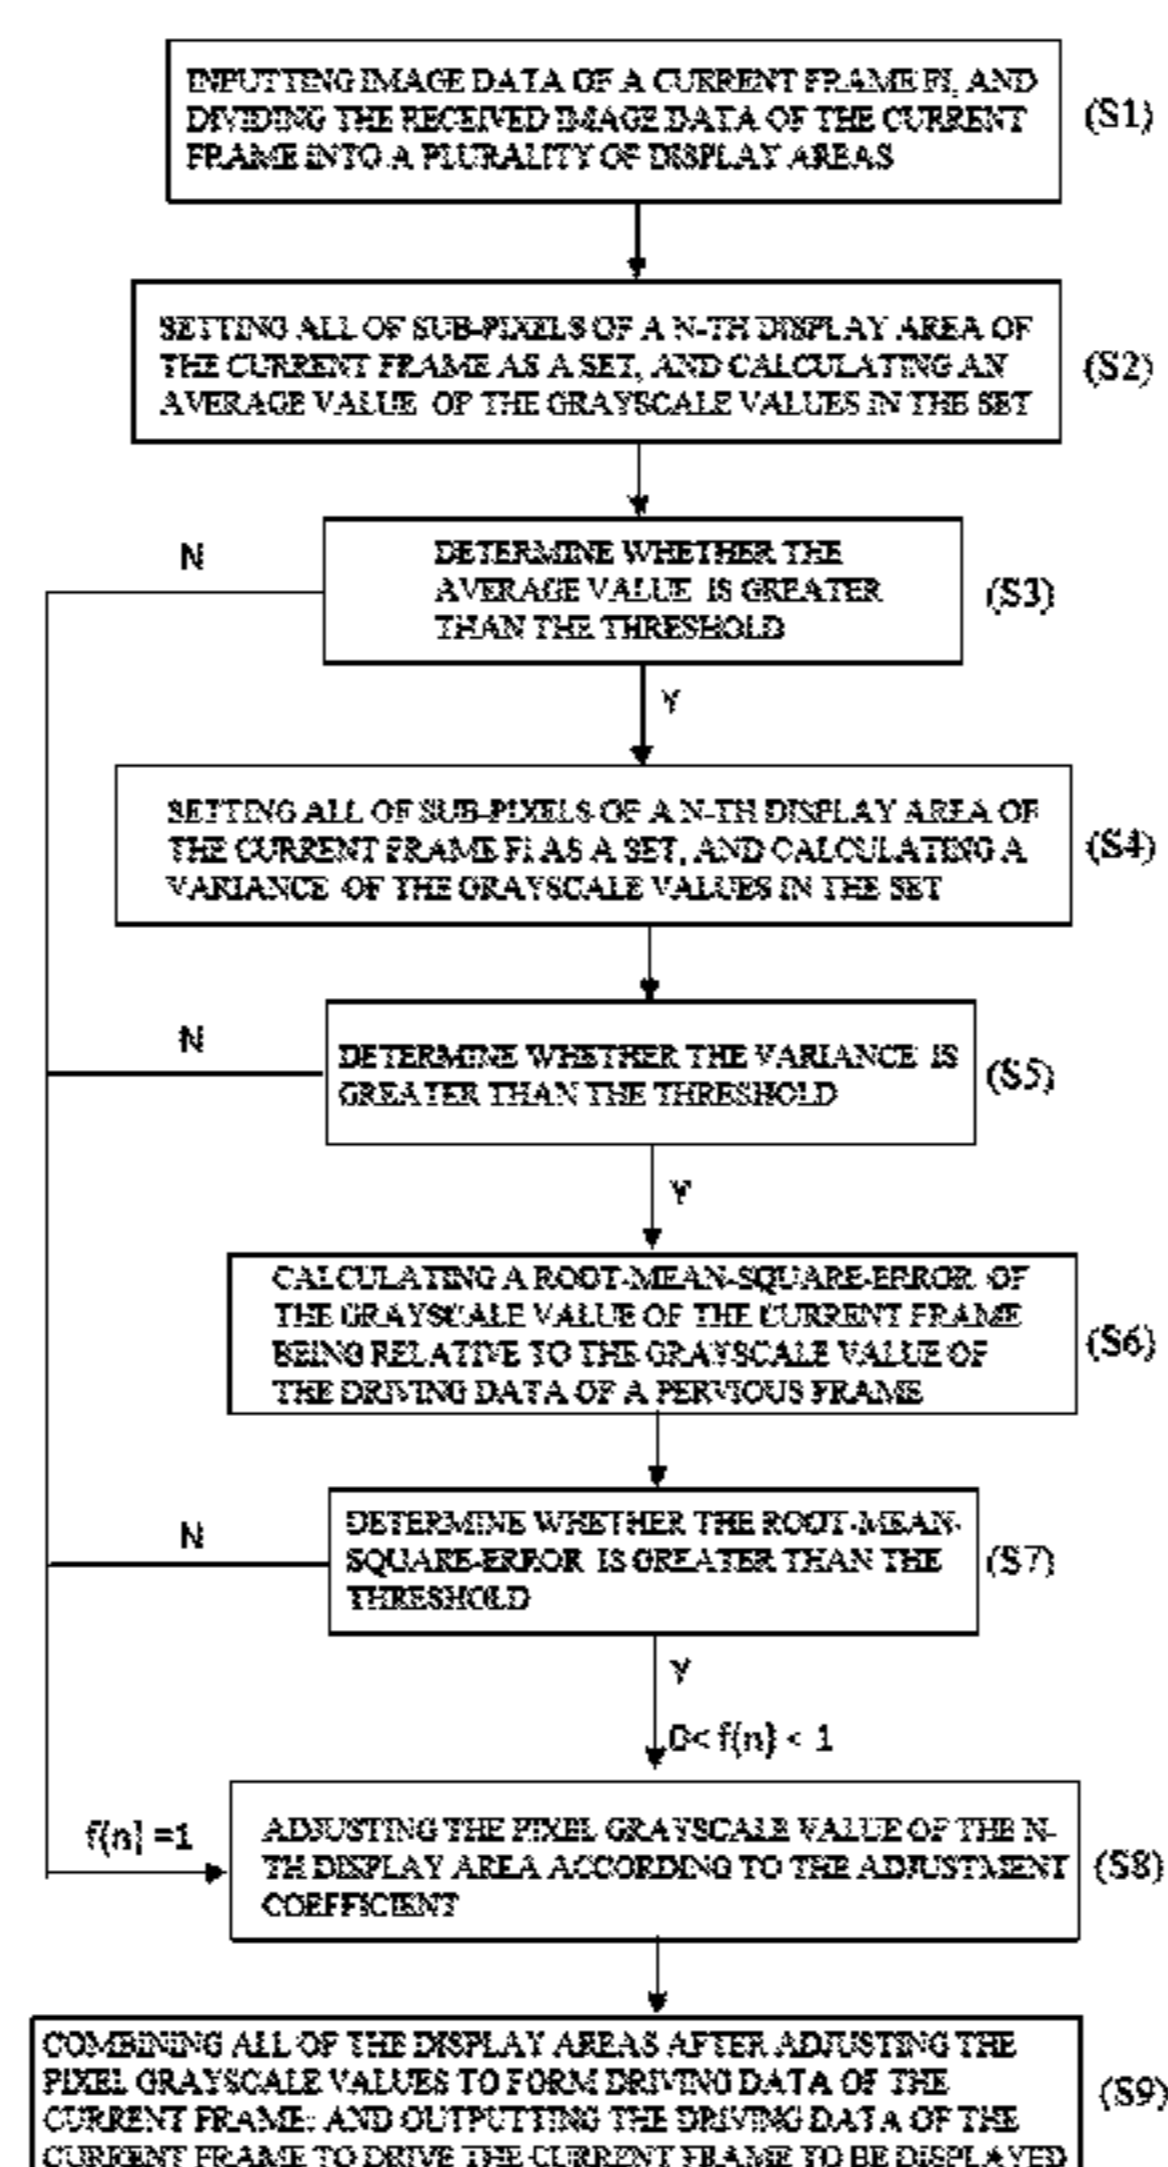 INPUTTING IMAGE DATA OF A CURRENT FRAME FI, AND
DIVIDING THE RECEIVED IMAGE DATA OF THE CURRENT
FRAME INTO A PLURALITY OF DISPLAY AREAS
(S1)
SETTING ALL OF SUB-PIXELS OF A N-TH DISPLAY AREA OF
THE CURRENT FRAME AS A SET, AND CALCULATING AN
AVERAGE VALUE OF THE GRAYSCALE VALUES IN THE SET
(S2)
N
DETERMINE WHETHER THE
AVERAGE VALUE IS GREATER
THAN THE THRESHOLD
(S3)
Y
SETTING ALL OF SUB-PIXELS OF A N-TH DISPLAY AREA OF
THE CURRENT FRAME FI AS A SET, AND CALCULATING A
VARIANCE OF THE GRAYSCALE VALUES IN THE SET
(S4)
N
DETERMINE WHETHER THE VARIANCE IS
GREATER THAN THE THRESHOLD
(S5)
Y
CALCULATING A ROOT-MEAN-SQUARE-ERROR OF
THE GRAYSCALE VALUE OF THE CURRENT FRAME
BEING RELATIVE TO THE GRAYSCALE VALUE OF
THE DRIVING DATA OF A PERVIOUS FRAME
(S6)
N
DETERMINE WHETHER THE ROOT-MEAN-
SQUARE-ERROR IS GREATER THAN THE
THRESHOLD
(S7)
Y
0< f(n) < 1
f(n) =1
ADJUSTING THE PIXEL GRAYSCALE VALUE OF THE N-
TH DISPLAY AREA ACCORDING TO THE ADJUSTMENT
COEFFICIENT
(S8)
COMBINING ALL OF THE DISPLAY AREAS AFTER ADJUSTING THE
PIXEL GRAYSCALE VALUES TO FORM DRIVING DATA OF THE
CURRENT FRAME; AND OUTPUTTING THE DRIVING DATA OF THE
CURRENT FRAME TO DRIVE THE CURRENT FRAME TO BE DISPLAYED
(S9)